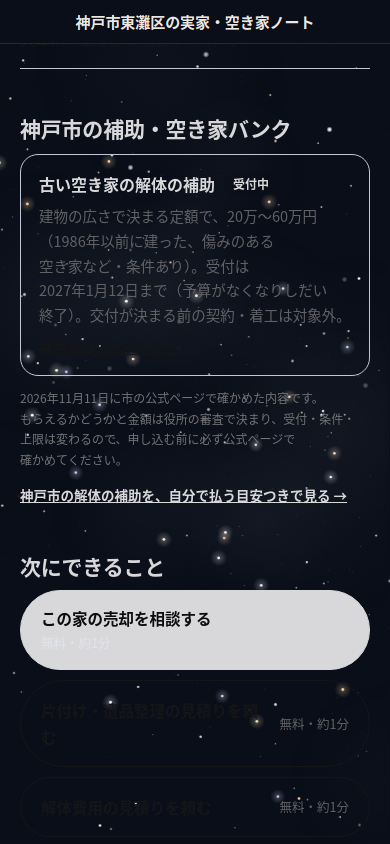 神戸市東灘区の実家・空き家ノート
神戸市の補助・空き家バンク
古い空き家の解体の補助 受付中
建物の広さで決まる定額で、20万〜60万円
（1986年以前に建った、傷みのある
空き家など・条件あり）。受付は
2027年1月12日まで（予算がなくなりしだい
終了）。交付が決まる前の契約・着工は対象外。
2026年11月11日に市の公式ページで確かめた内容です。
もらえるかどうかと金額は役所の審査で決まり、受付・条件・
上限は変わるので、申し込む前に必ず公式ページで
確かめてください。
神戸市の解体の補助を、自分で払う目安つきで見る →
次にできること
この家の売却を相談する
無料・約1分
片付け・遺品整理の見積りを頼
む
無料・約1分
解体費用の見積りを頼む 無料・約1分